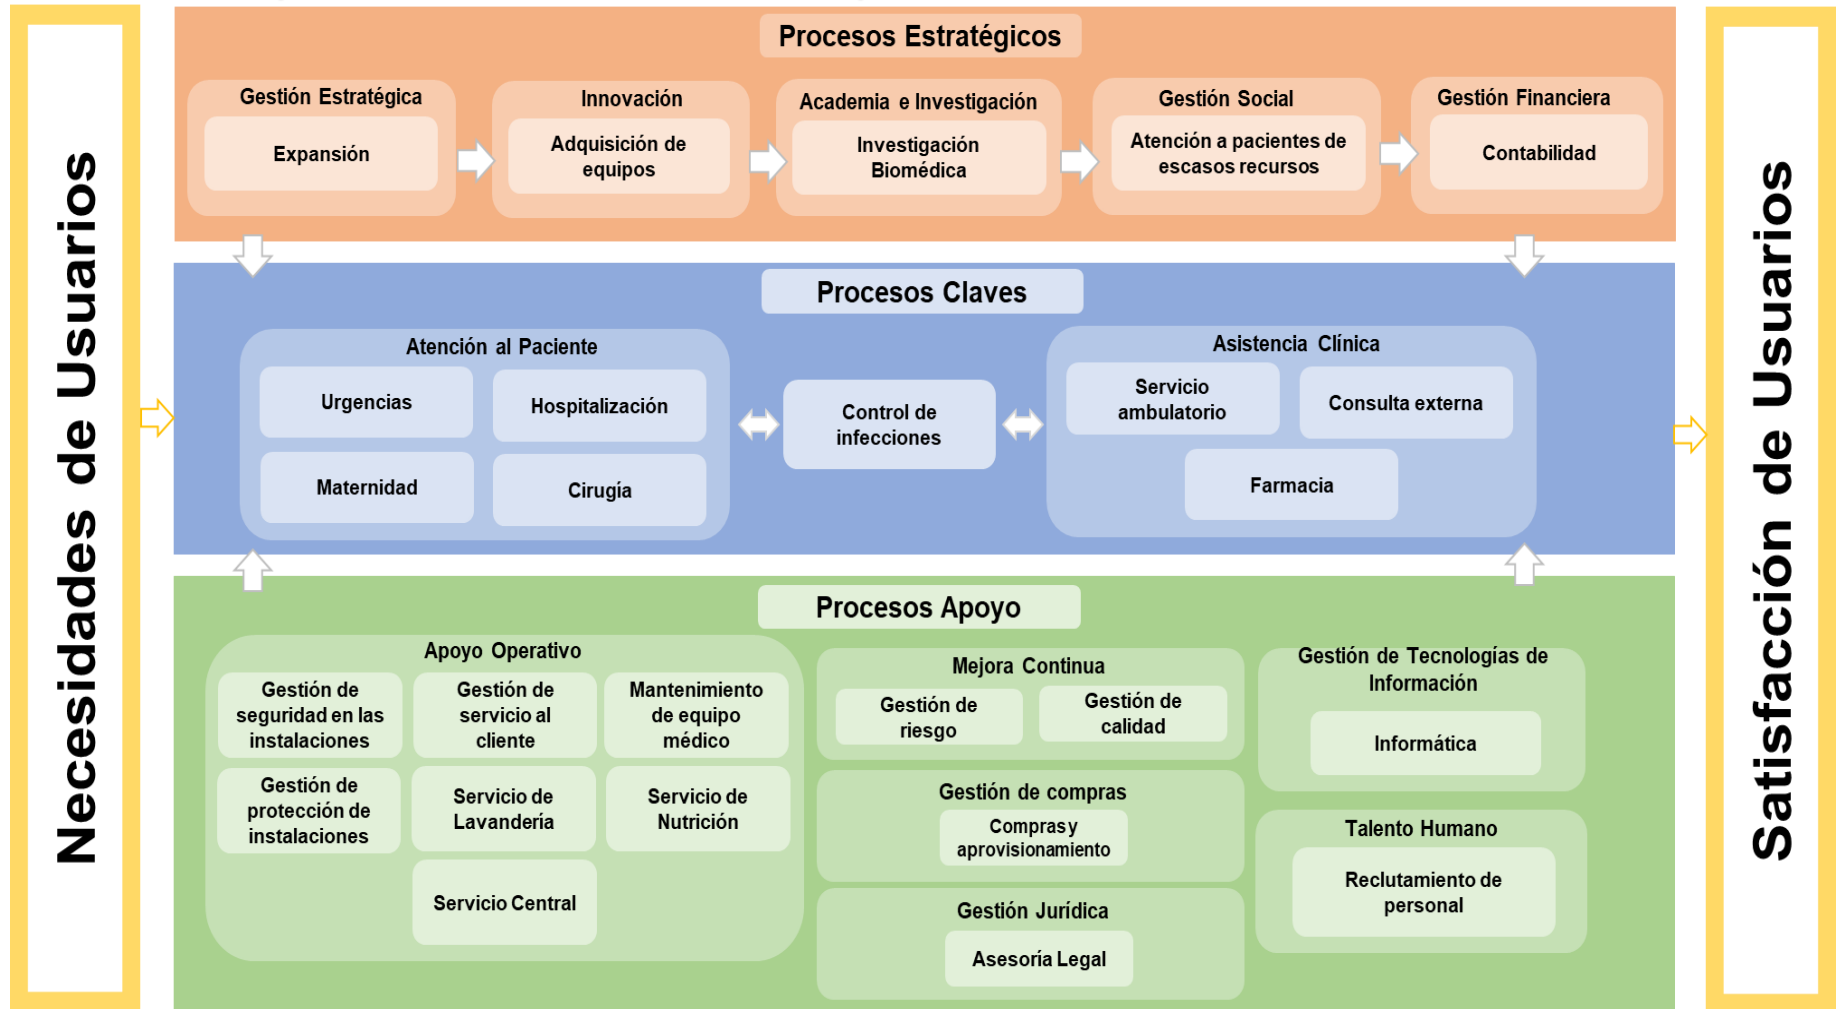 Necesidades de Usuarios
Procesos Estratégicos
Gestión Estratégica
Expansión
Innovación
Adquisición de
equipos
Academia e Investigación
Investigación
Biomédica
Gestión Social
Atención a pacientes de
escasos recursos
Gestión Financiera
Contabilidad
Procesos Claves
Atención al Paciente
Urgencias
Hospitalización
Maternidad
Cirugía
Control de
infecciones
Asistencia Clínica
Servicio
ambulatorio
Consulta externa
Farmacia
Procesos Apoyo
Apoyo Operativo
Gestión de
seguridad en las
instalaciones
Gestión de
servicio al
cliente
Mantenimiento
de equipo
médico
Gestión de
protección de
instalaciones
Servicio de
Lavandería
Servicio de
Nutrición
Servicio Central
Mejora Continua
Gestión de
riesgo
Gestión de
calidad
Gestión de compras
Compras y
aprovisionamiento
Gestión Jurídica
Asesoría Legal
Gestión de Tecnologías de
Información
Informática
Talento Humano
Reclutamiento de
personal
Satisfacción de Usuarios